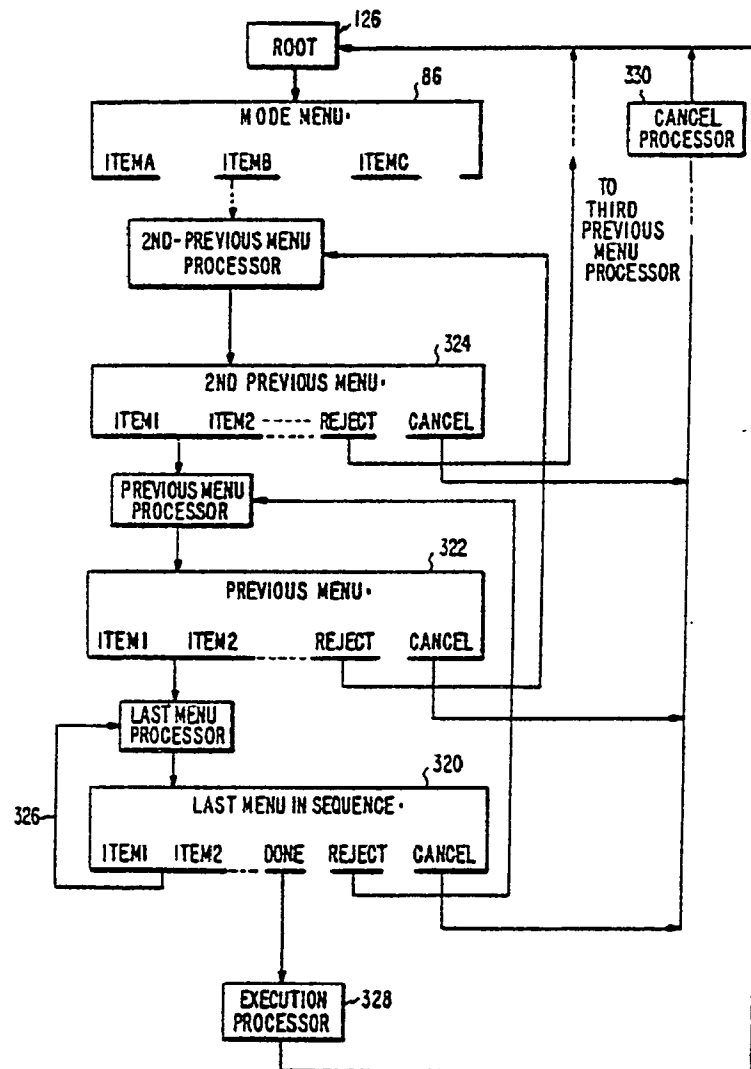 126
ROOT
86
MODE MENU·
ITEMA ITEMB ITEMC
330
CANCEL
PROCESSOR
TO
THIRD
PREVIOUS
MENU
PROCESSOR
2ND-PREVIOUS MENU
PROCESSOR
324
2ND PREVIOUS MENU·
ITEM1 ITEM2 REJECT CANCEL
PREVIOUS MENU
PROCESSOR
322
PREVIOUS MENU·
ITEM1 ITEM2 REJECT CANCEL
LAST MENU
PROCESSOR
320
LAST MENU IN SEQUENCE·
326
ITEM1 ITEM2 DONE REJECT CANCEL
EXECUTION
PROCESSOR
328